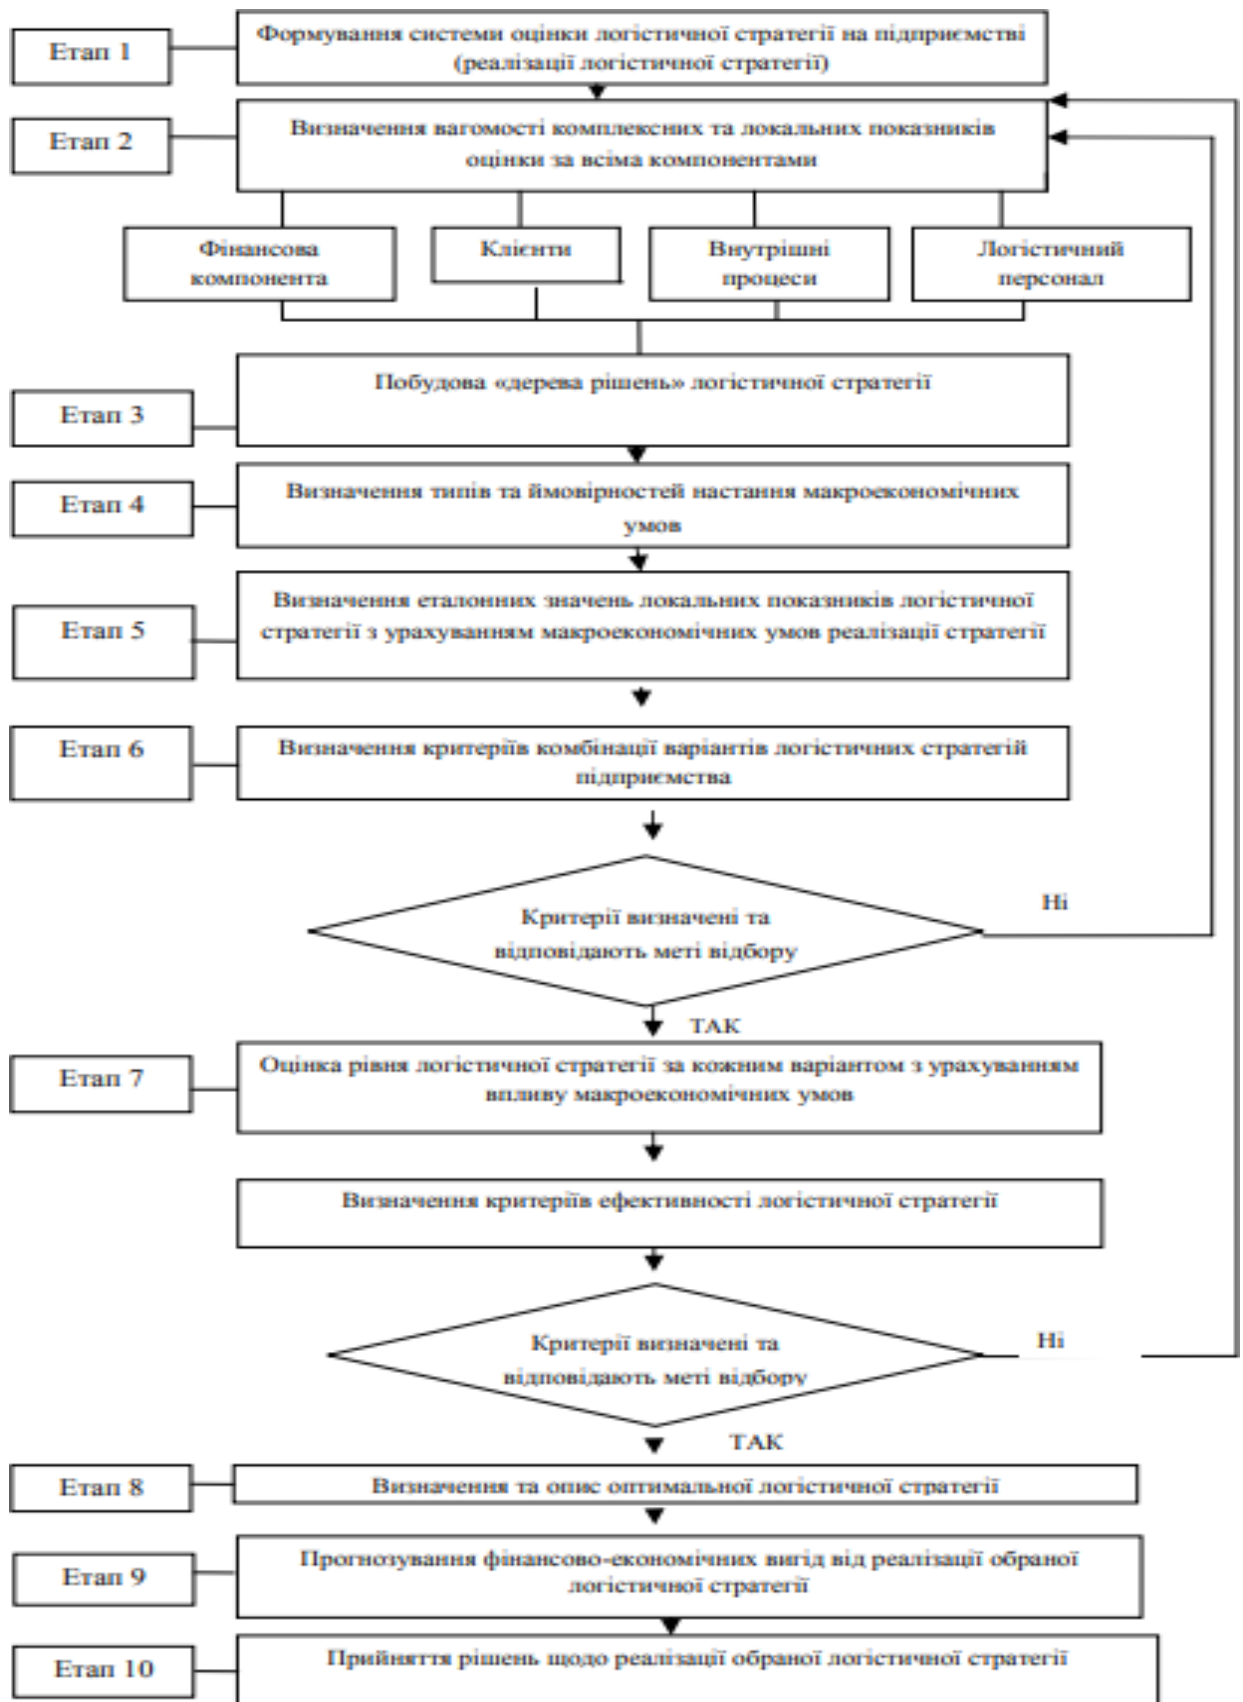 Етап 1
Формування системи оцінки логістичної стратегії на підприємстві
(реалізації логістичної стратегії)
Етап 2
Визначення вагомості комплексних та локальних показників
оцінки за всіма компонентами
Фінансова
компонента
Клієнти
Внутрішні
процеси
Логістичний
персонал
Етап 3
Побудова «дерева рішень» логістичної стратегії
Етап 4
Визначення типів та ймовірностей настання макроекономічних
умов
Етап 5
Визначення еталонних значень локальних показників логістичної
стратегії з урахуванням макроекономічних умов реалізації стратегії
Етап 6
Визначення критеріїв комбінації варіантів логістичних стратегій
підприємства
Критерії визначені та
відповідають меті відбору
Ні
ТАК
Етап 7
Оцінка рівня логістичної стратегії за кожним варіантом з урахуванням
впливу макроекономічних умов
Визначення критеріїв ефективності логістичної стратегії
Критерії визначені та
відповідають меті відбору
Ні
ТАК
Етап 8
Визначення та опис оптимальної логістичної стратегії
Етап 9
Прогнозування фінансово-економічних вигід від реалізації обраної
логістичної стратегії
Етап 10
Прийняття рішень щодо реалізації обраної логістичної стратегії